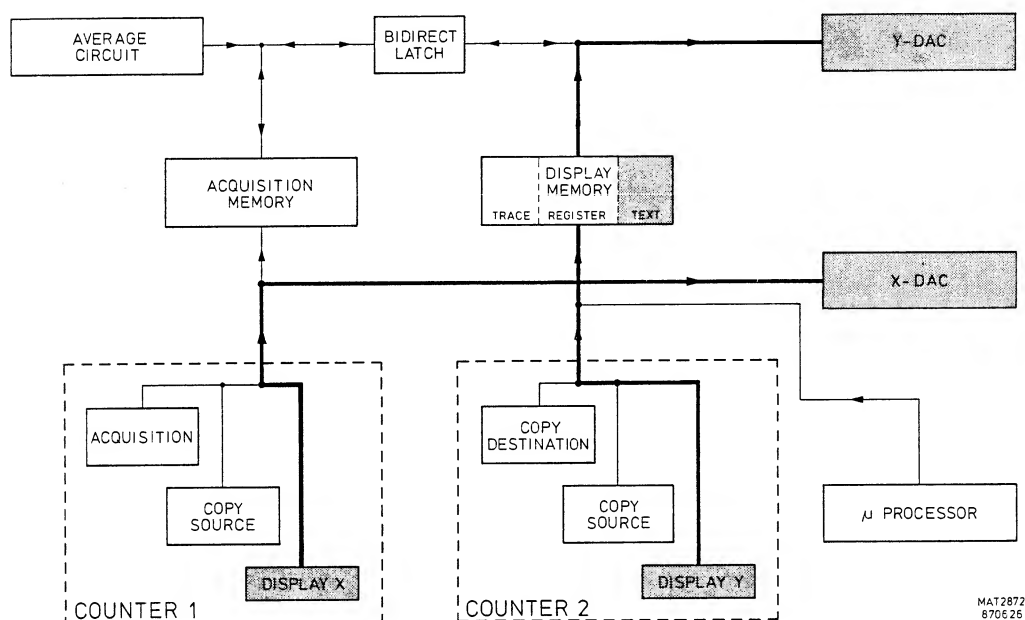 AVERAGE
CIRCUIT
BIDIRECT
LATCH
Y-DAC
ACQUISITION
MEMORY
DISPLAY
MEMORY
TRACE REGISTER TEXT
X-DAC
ACQUISITION
COPY
SOURCE
DISPLAY X
COUNTER 1
COPY
DESTINATION
COPY
SOURCE
DISPLAY Y
COUNTER 2
μ PROCESSOR
MAT2872
870626